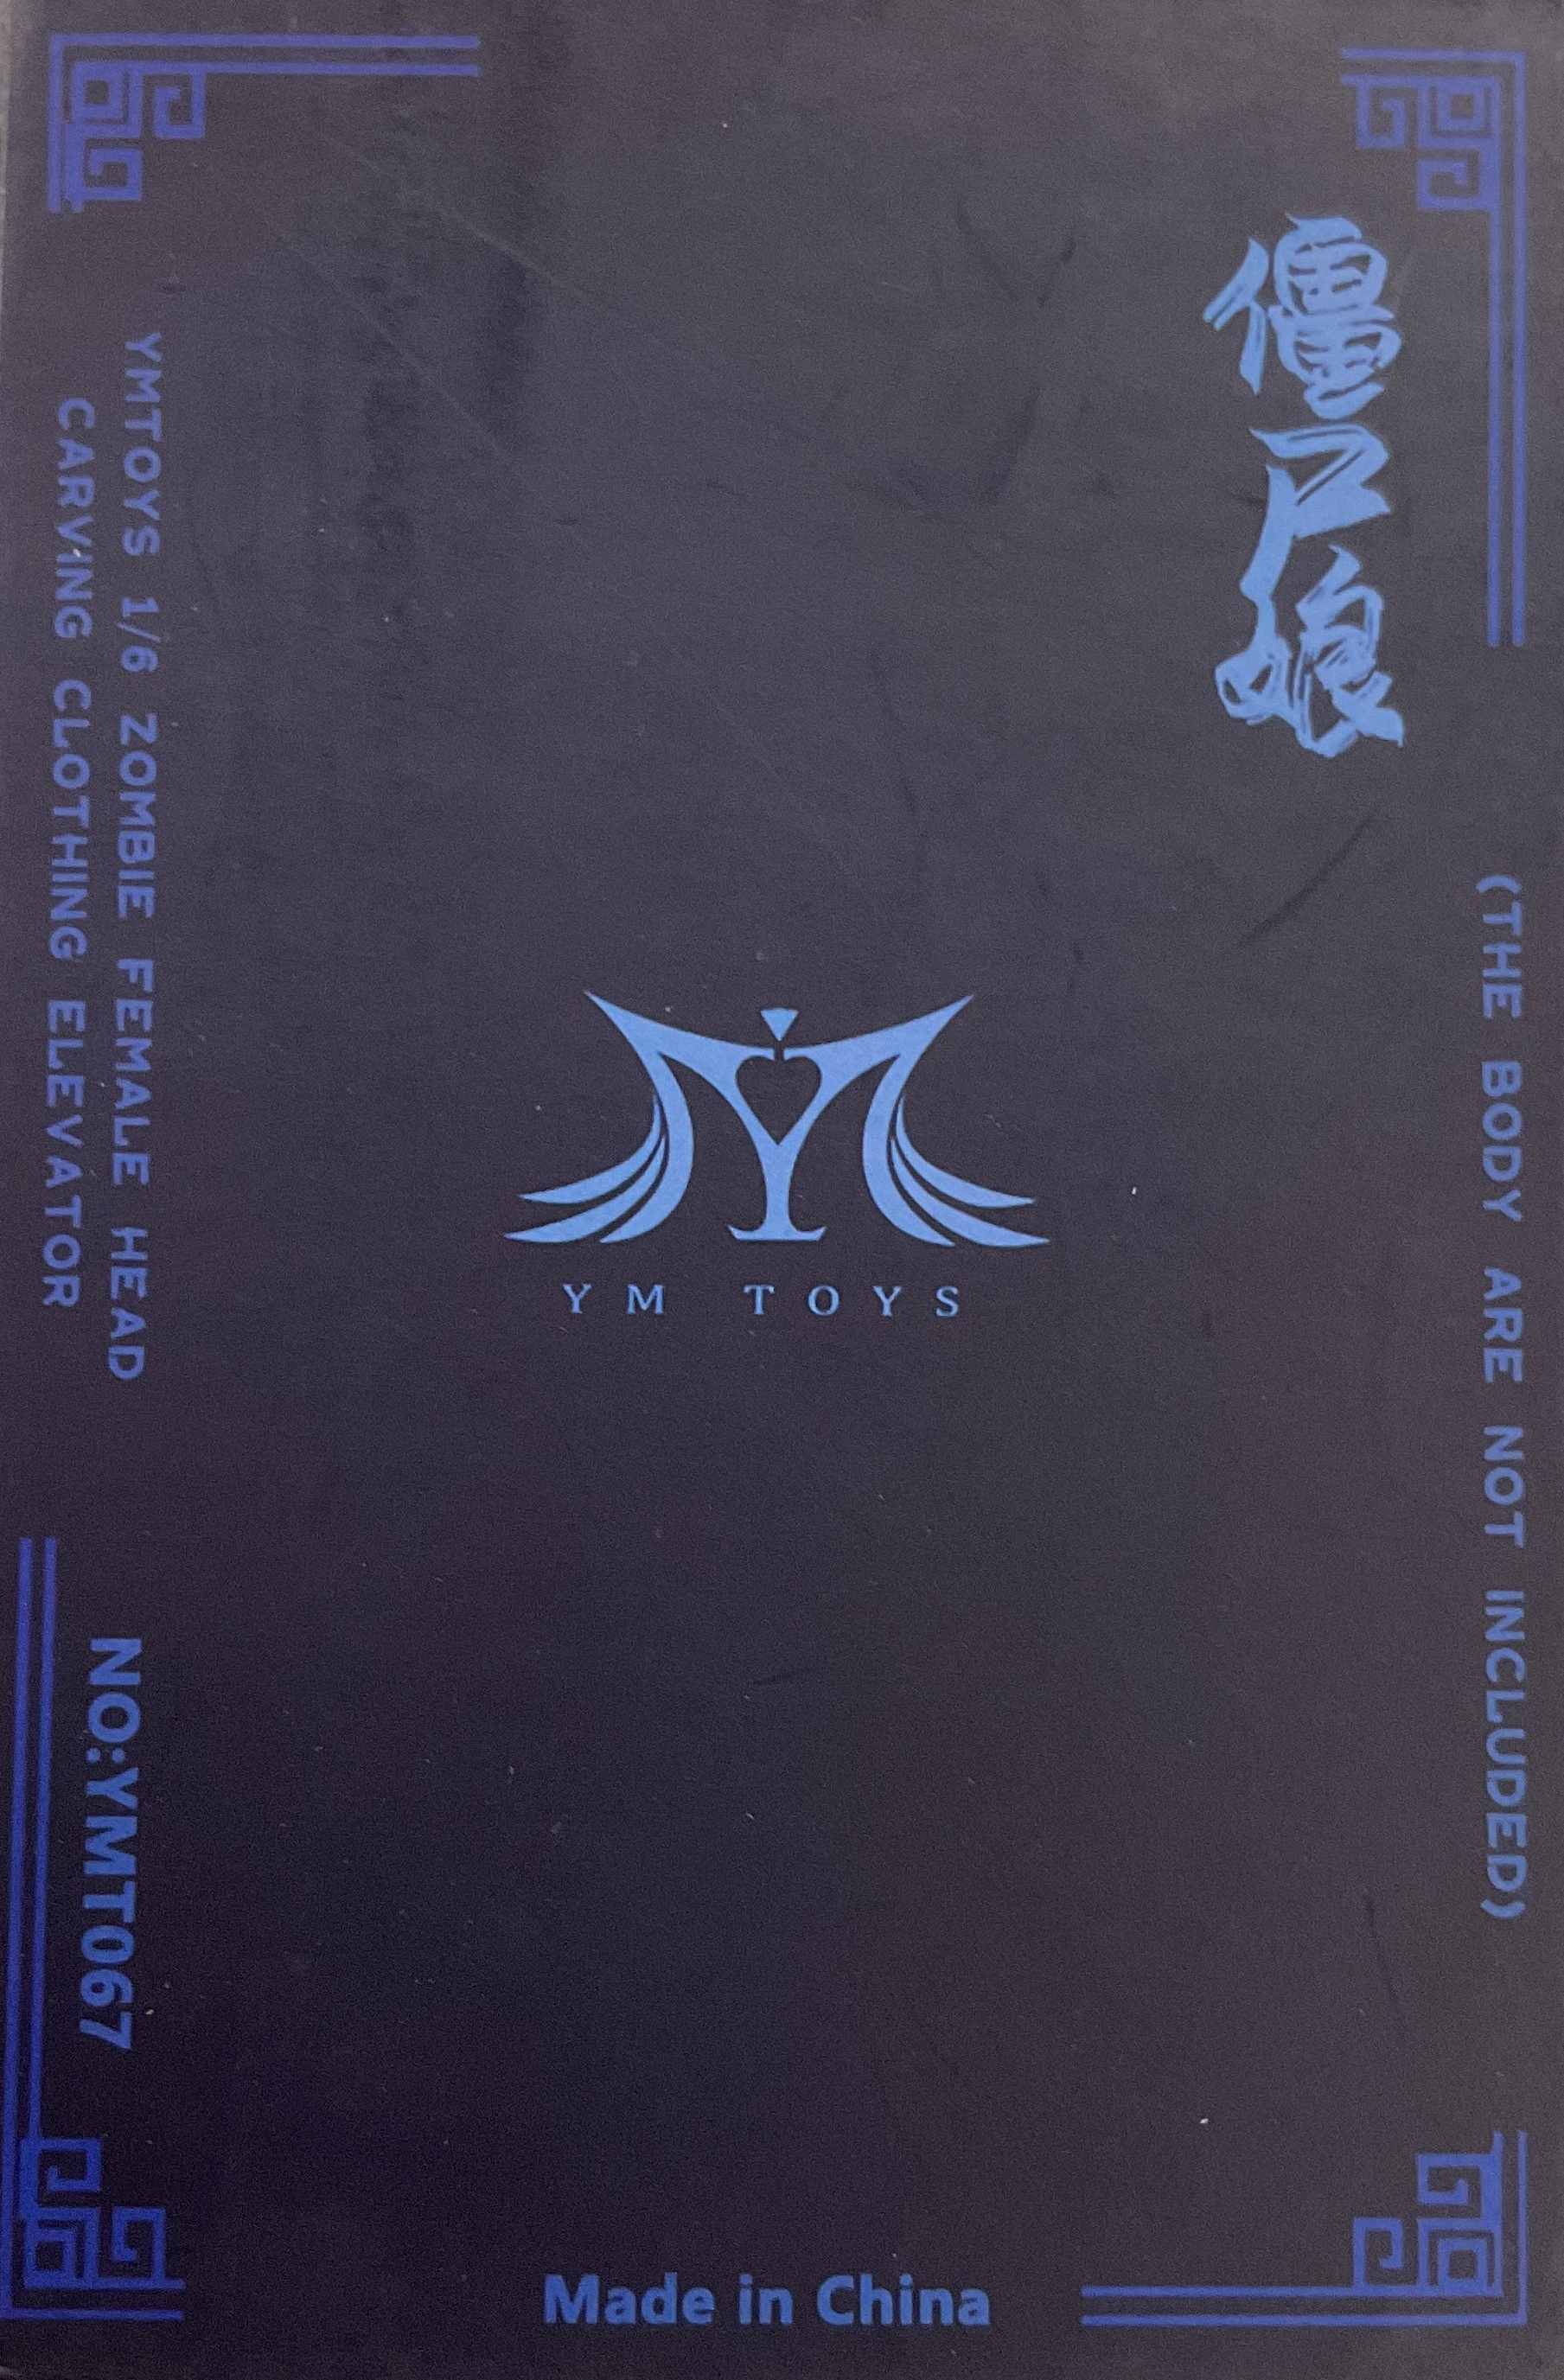 僵尸娘
(THE BODY ARE NOT INCLUDED)
YM TOYS
YMTOYS 1/6 ZOMBIE FEMALE HEAD
CARVING CLOTHING ELEVATOR
NO:YMT067
Made in China